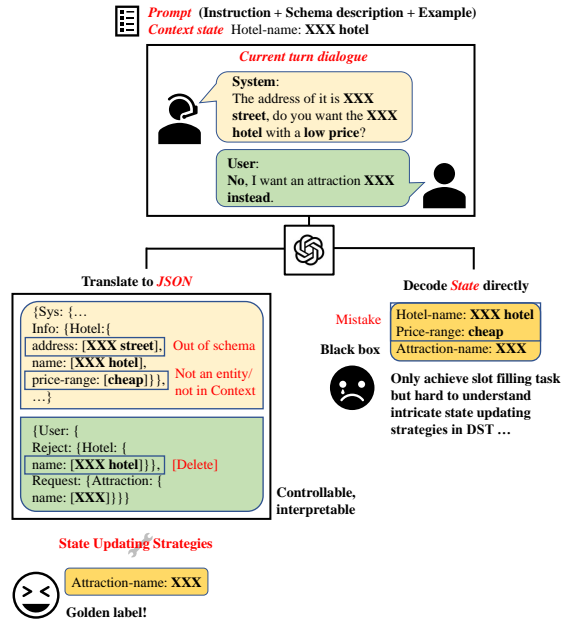 Prompt (Instruction + Schema description + Example)
Context state Hotel-name: XXX hotel
Current turn dialogue
System:
The address of it is XXX
street, do you want the XXX
hotel with a low price?
User:
No, I want an attraction XXX
instead.
Translate to JSON
{Sys: {…
Info: {Hotel:{
address: [XXX street],
Out of schema
name: [XXX hotel],
price-range: [cheap]}},
Not an entity/
not in Context
…}
{User: {
Reject: {Hotel: {
name: [XXX hotel]}},
[Delete]
Request: {Attraction: {
name: [XXX]}}}
Controllable,
interpretable
State Updating Strategies
Attraction-name: XXX
Golden label!
Decode State directly
Mistake
Hotel-name: XXX hotel
Price-range: cheap
Black box
Attraction-name: XXX
Only achieve slot filling task
but hard to understand
intricate state updating
strategies in DST …